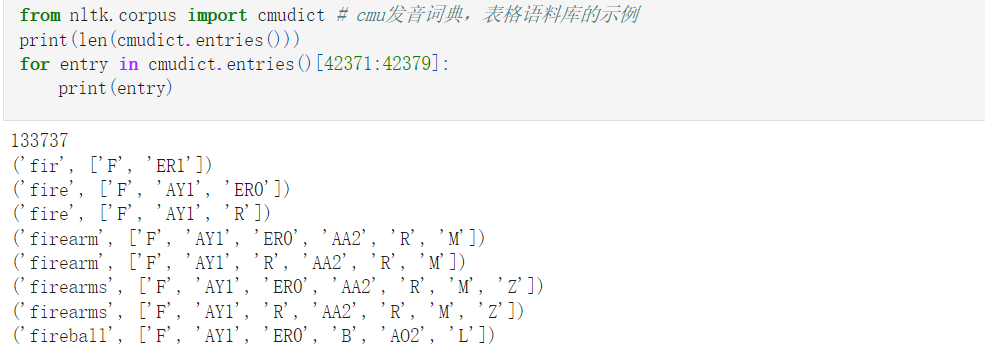 from nltk.corpus import cmudict # cmu发音词典，表格语料库的示例
print(len(cmudict.entries()))
for entry in cmudict.entries()[42371:42379]:
    print(entry)
133737
('fir', ['F', 'ER1'])
('fire', ['F', 'AY1', 'ER0'])
('fire', ['F', 'AY1', 'R'])
('firearm', ['F', 'AY1', 'ER0', 'AA2', 'R', 'M'])
('firearm', ['F', 'AY1', 'R', 'AA2', 'R', 'M'])
('firearms', ['F', 'AY1', 'ER0', 'AA2', 'R', 'M', 'Z'])
('firearms', ['F', 'AY1', 'R', 'AA2', 'R', 'M', 'Z'])
('fireball', ['F', 'AY1', 'ER0', 'B', 'AO2', 'L'])